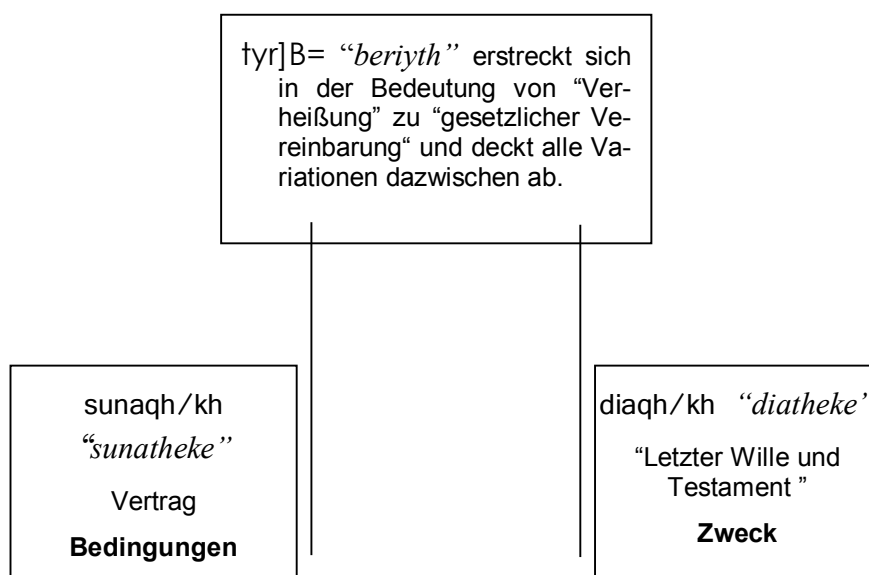 tyr]B= “beriyth” erstreckt sich
in der Bedeutung von “Ver-
heißung” zu “gesetzlicher Ve-
reinbarung“ und deckt alle Va-
riationen dazwischen ab.
sunaqh/kh
“sunatheke”
Vertrag
Bedingungen
diaqh/kh “diatheke’
“Letzter Wille und
Testament ”
Zweck